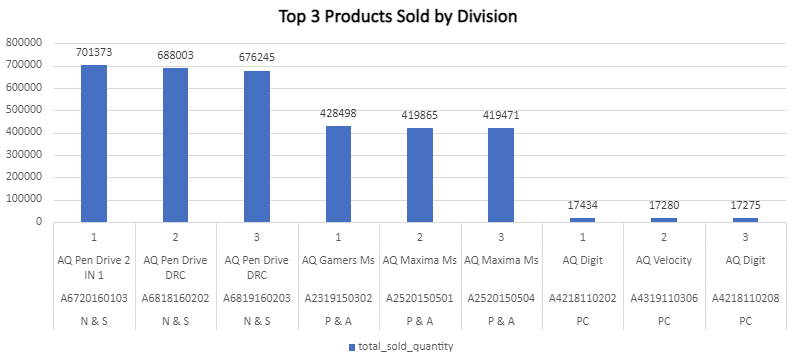 Top 3 Products Sold by Division
800000
700000
600000
500000
400000
300000
200000
100000
0
701373 688003 676245 428498 419865 419471 17434 17280 17275
1 2 3 1 2 3 1 2 3
AQ Pen Drive 2 AQ Pen Drive AQ Pen Drive AQ Gamers Ms AQ Maxima Ms AQ Maxima Ms AQ Digit AQ Velocity AQ Digit
IN 1 DRC DRC
A6720160103 A6818160202 A6819160203 A2319150302 A2520150501 A2520150504 A4218110202 A4319110306 A4218110208
N & S N & S N & S P & A P & A P & A PC PC PC
total_sold_quantity